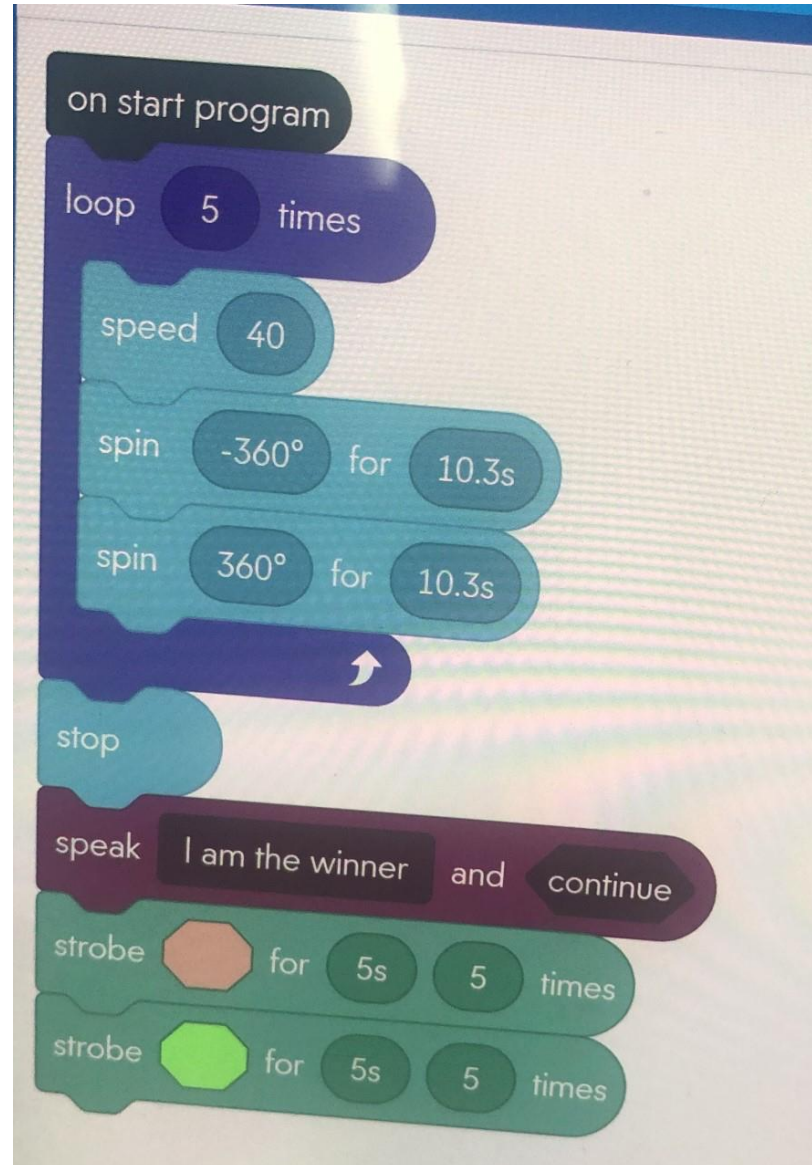 on start program
loop 5 times
speed 40
spin -360° for 10.3s
spin 360° for 10.3s
stop
speak I am the winner and continue
strobe for 5s 5 times
strobe for 5s 5 times